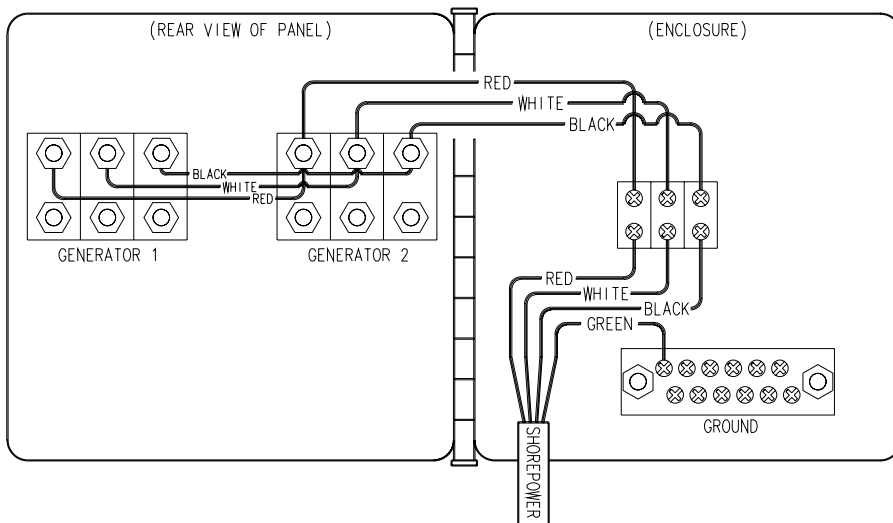 (REAR VIEW OF PANEL)
(ENCLOSURE)
RED
WHITE
BLACK
BLACK
WHITE
RED
GENERATOR 1
GENERATOR 2
RED
WHITE
BLACK
GREEN
GROUND
SHOREPOWER